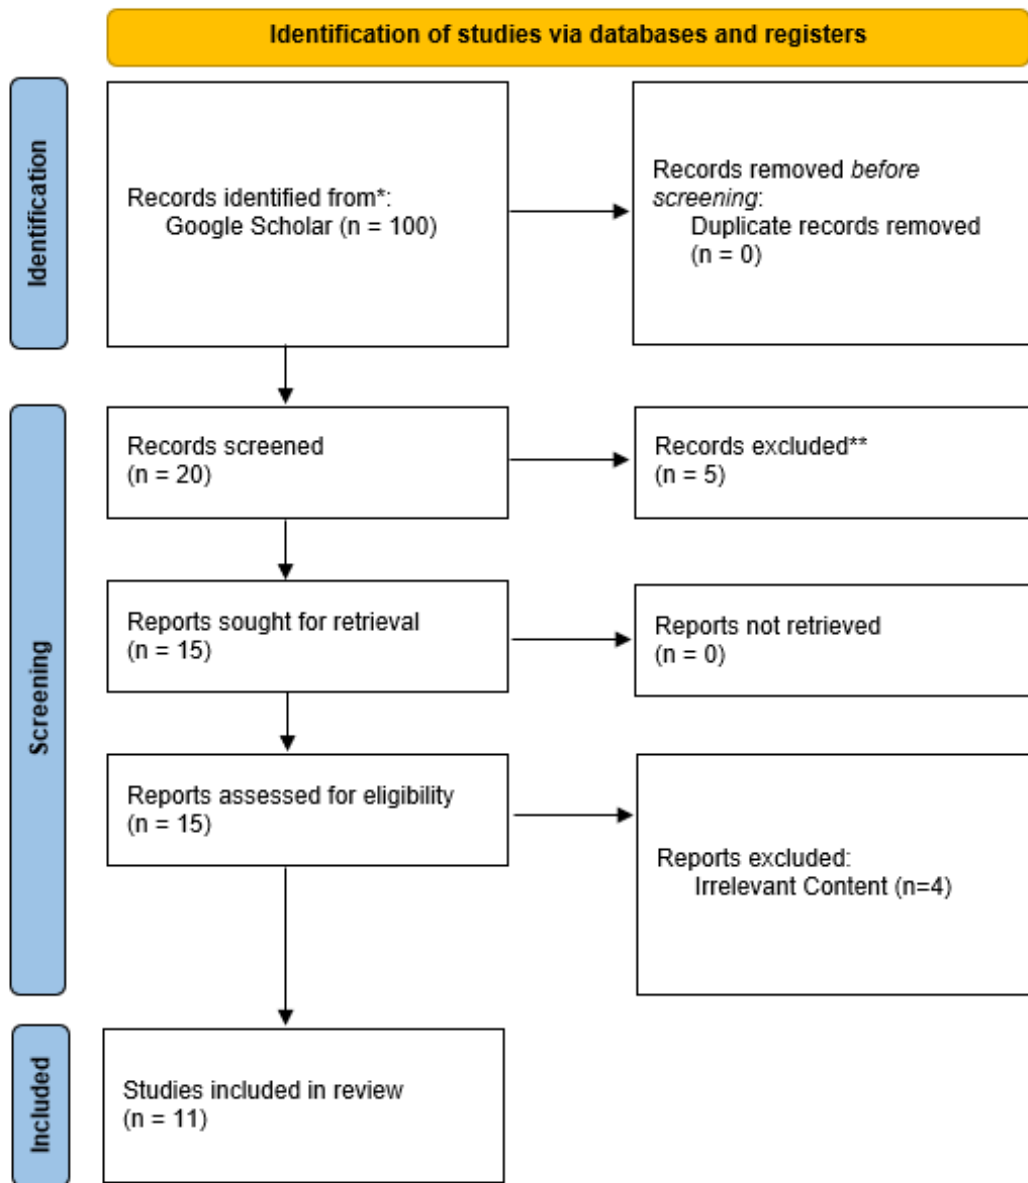 Identification of studies via databases and registers
Identification
Records identified from*:
Google Scholar (n = 100)
Records removed before
screening:
Duplicate records removed
(n = 0)
Screening
Records screened
(n = 20)
Records excluded**
(n = 5)
Reports sought for retrieval
(n = 15)
Reports not retrieved
(n = 0)
Reports assessed for eligibility
(n = 15)
Reports excluded:
Irrelevant Content (n=4)
Included
Studies included in review
(n = 11)